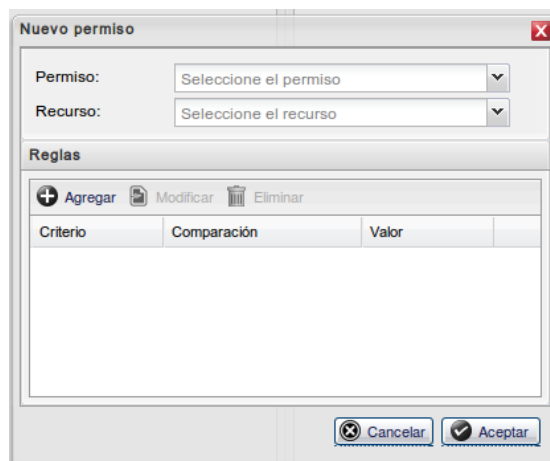 Nuevo permiso
Permiso: Seleccione el permiso
Recurso: Seleccione el recurso
Reglas
Agregar Modificar Eliminar
Criterio Comparación Valor
Cancelar Aceptar